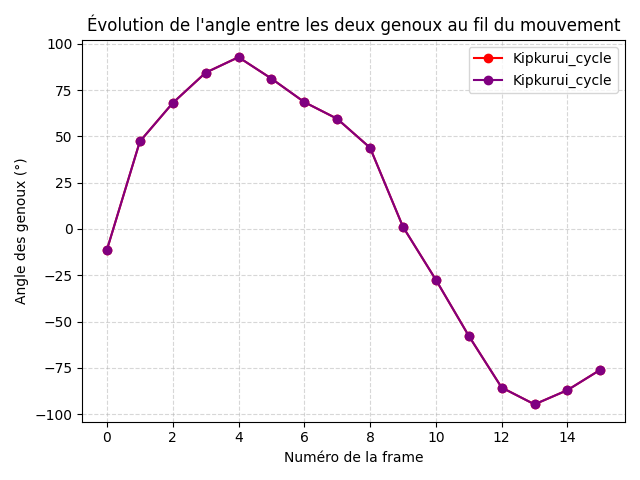 Évolution de l'angle entre les deux genoux au fil du mouvement
Kipkurui_cycle
Kipkurui_cycle
Angle des genoux (°)
100
75
50
25
0
−25
−50
−75
−100
0 2 4 6 8 10 12 14
Numéro de la frame